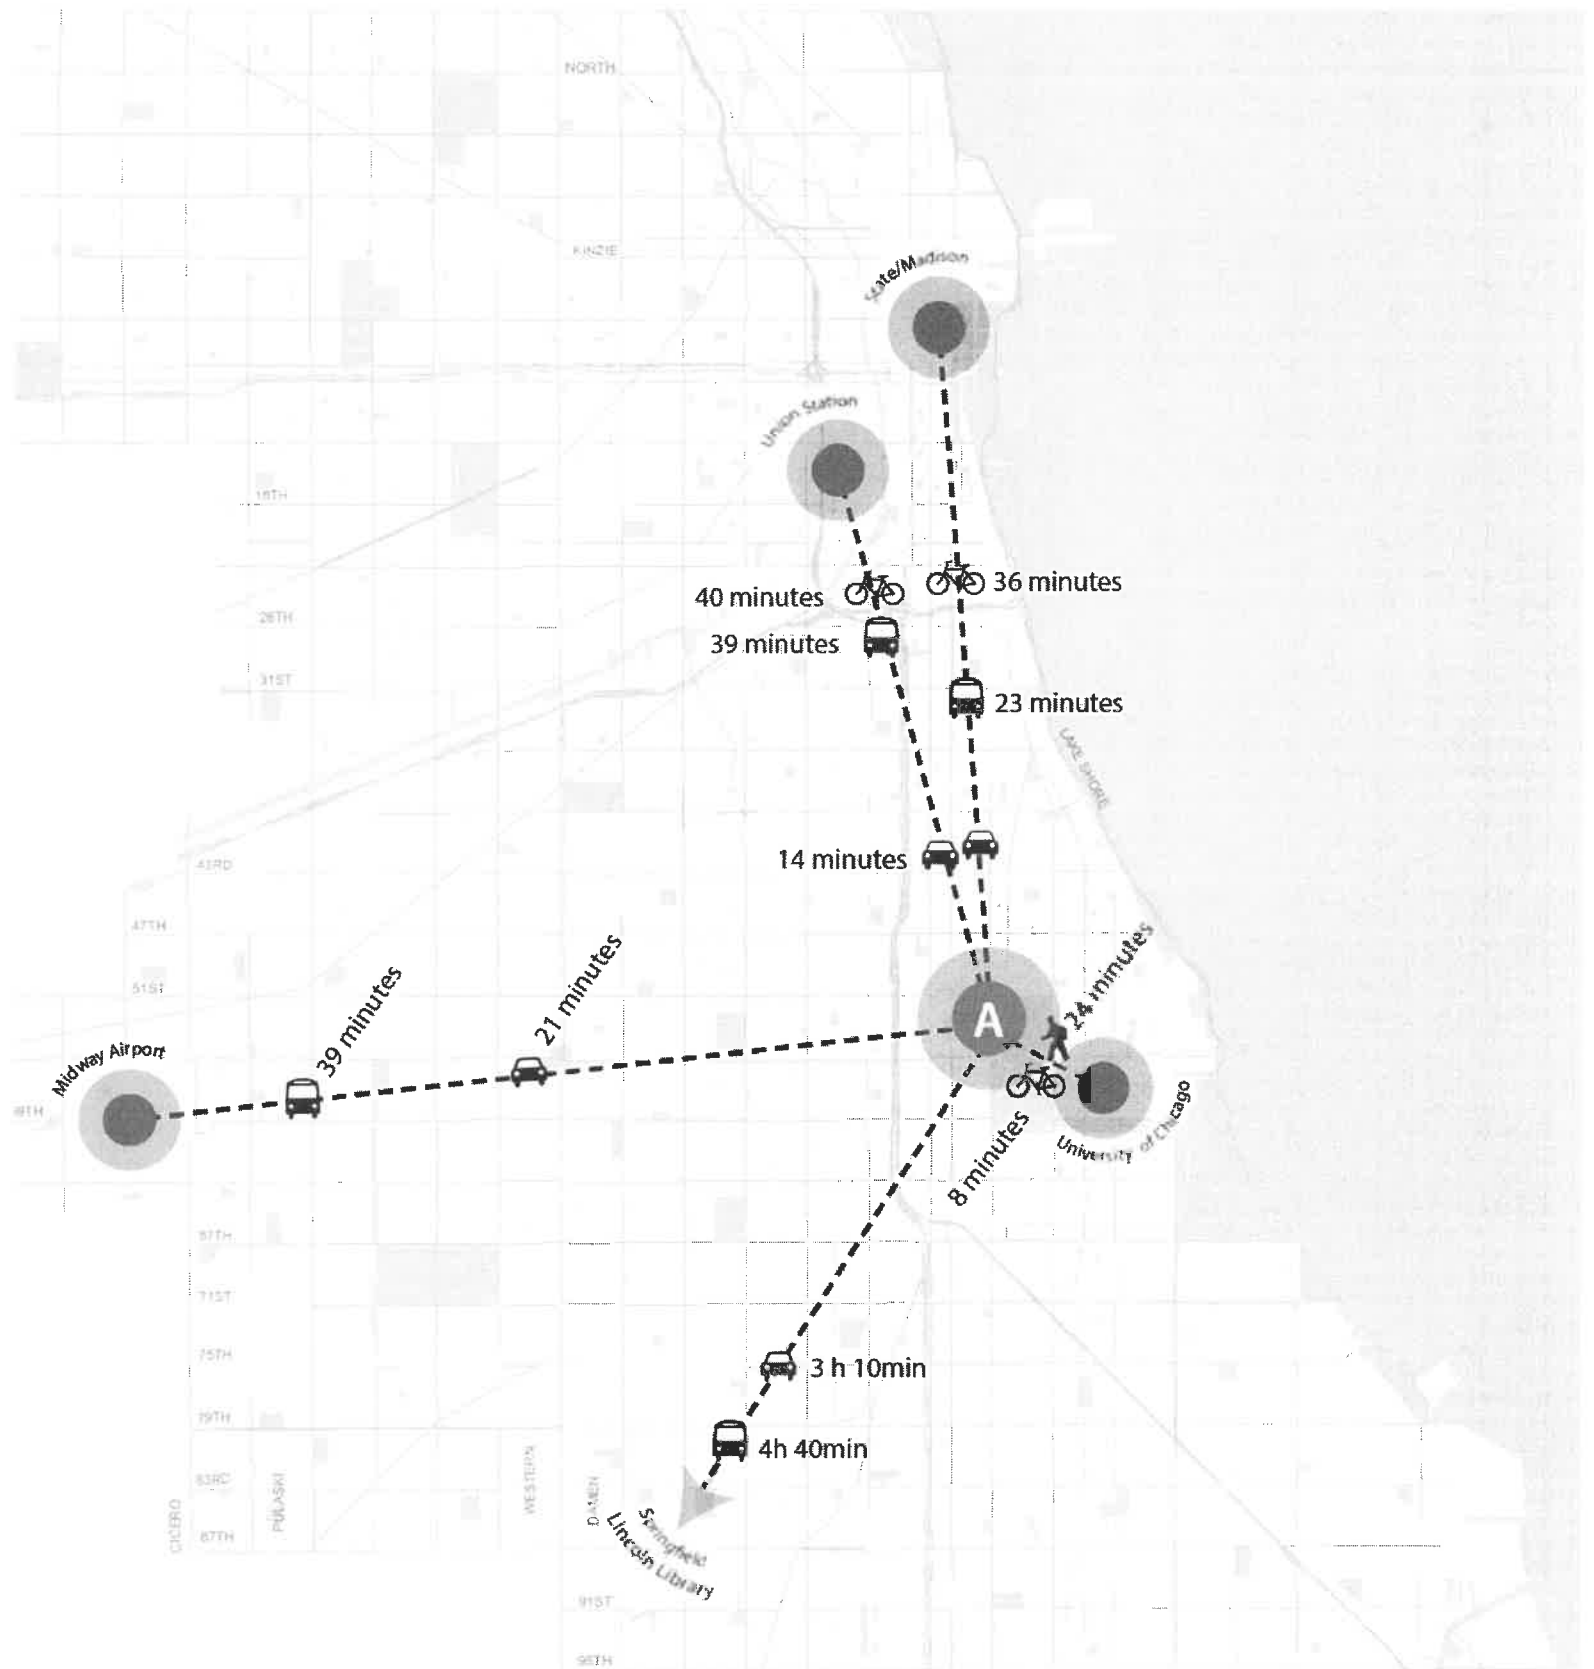 NORTH
KINZIE
State/Madison
Union Station
18TH
40 minutes
36 minutes
26TH
39 minutes
31ST
23 minutes
LAKE SHORE
14 minutes
43RD
47TH
24 minutes
51ST
39 minutes
21 minutes
A
Midway Airport
8 minutes
University of Chicago
67TH
71ST
75TH
3 h 10min
79TH
4h 40min
83RD
CICERO
PULASKI
WESTERN
DAMEN
87TH
Springfield
Lincoln Library
91ST
95TH